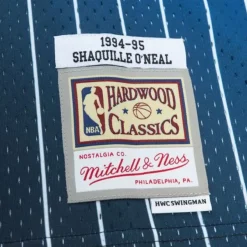 1994-95
SHAQUILLE O'NEAL
NBA
HARDWOOD
CLASSICS
NOSTALGIA CO.
Mitchell & Ness
PHILADELPHIA, PA.
HWC SWINGMAN